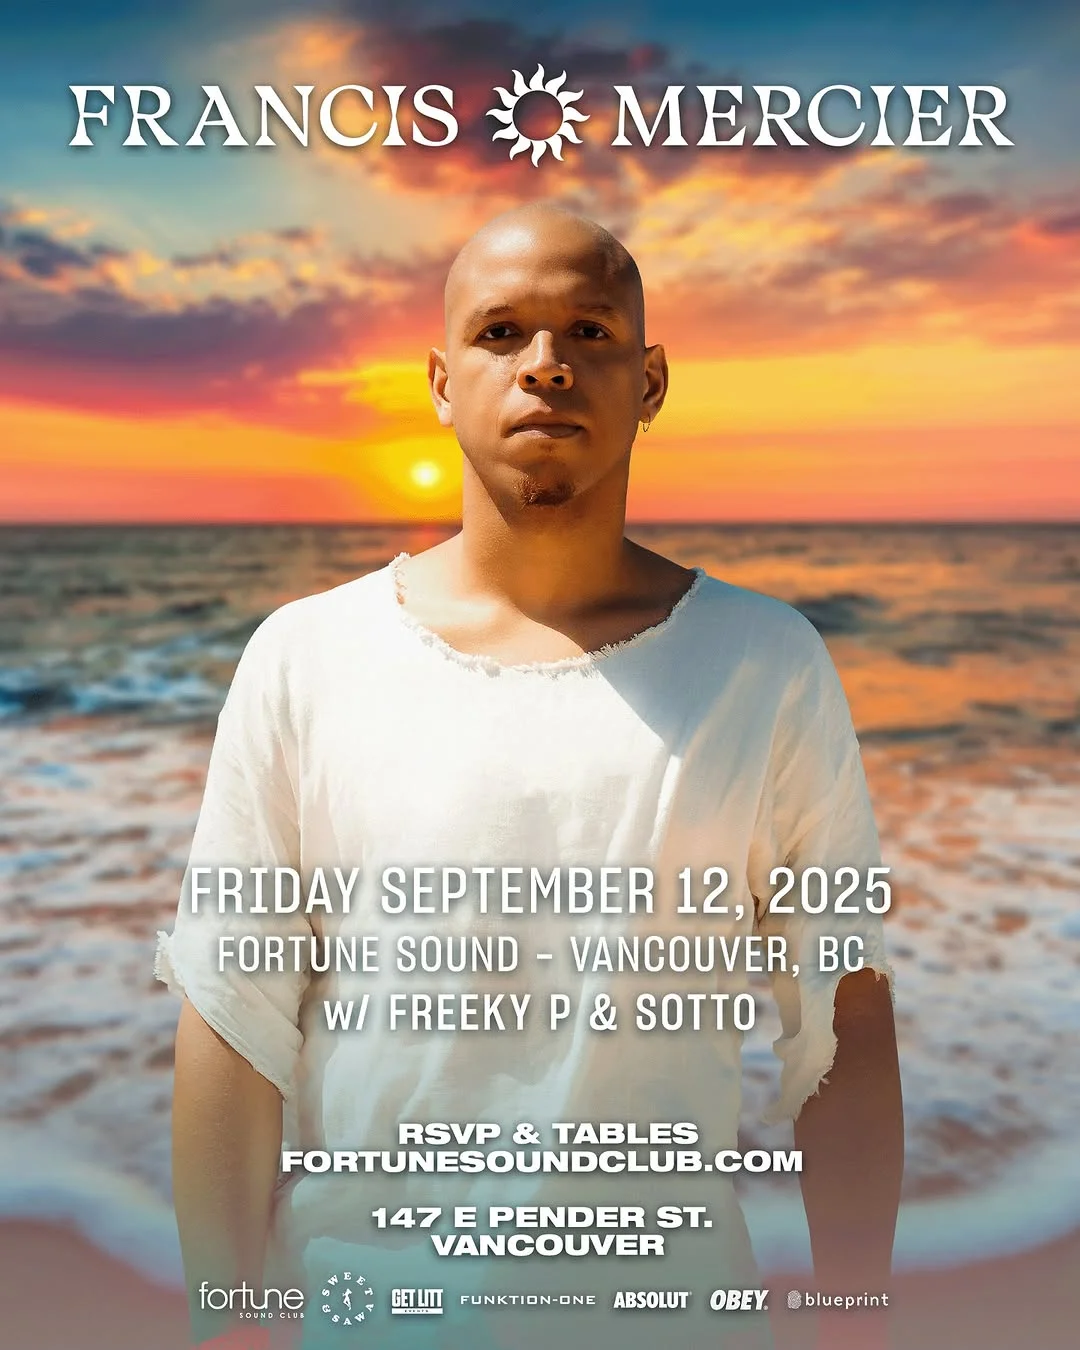 FRANCIS MERCIER
FRIDAY SEPTEMBER 12, 2025
FORTUNE SOUND - VANCOUVER, BC
w/ FREEKY P & SOTTO
RSVP & TABLES
FORTUNESOUNDCLUB.COM
147 E PENDER ST.
VANCOUVER
fortune
SOUND CLUB
SWEET
&
SAWA
GET LITT
EVENTS
FUNKTION-ONE
ABSOLUT
OBEY
blueprint